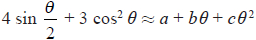 4 sin θ/2 + 3 cos² θ ≈ a + bθ + cθ²